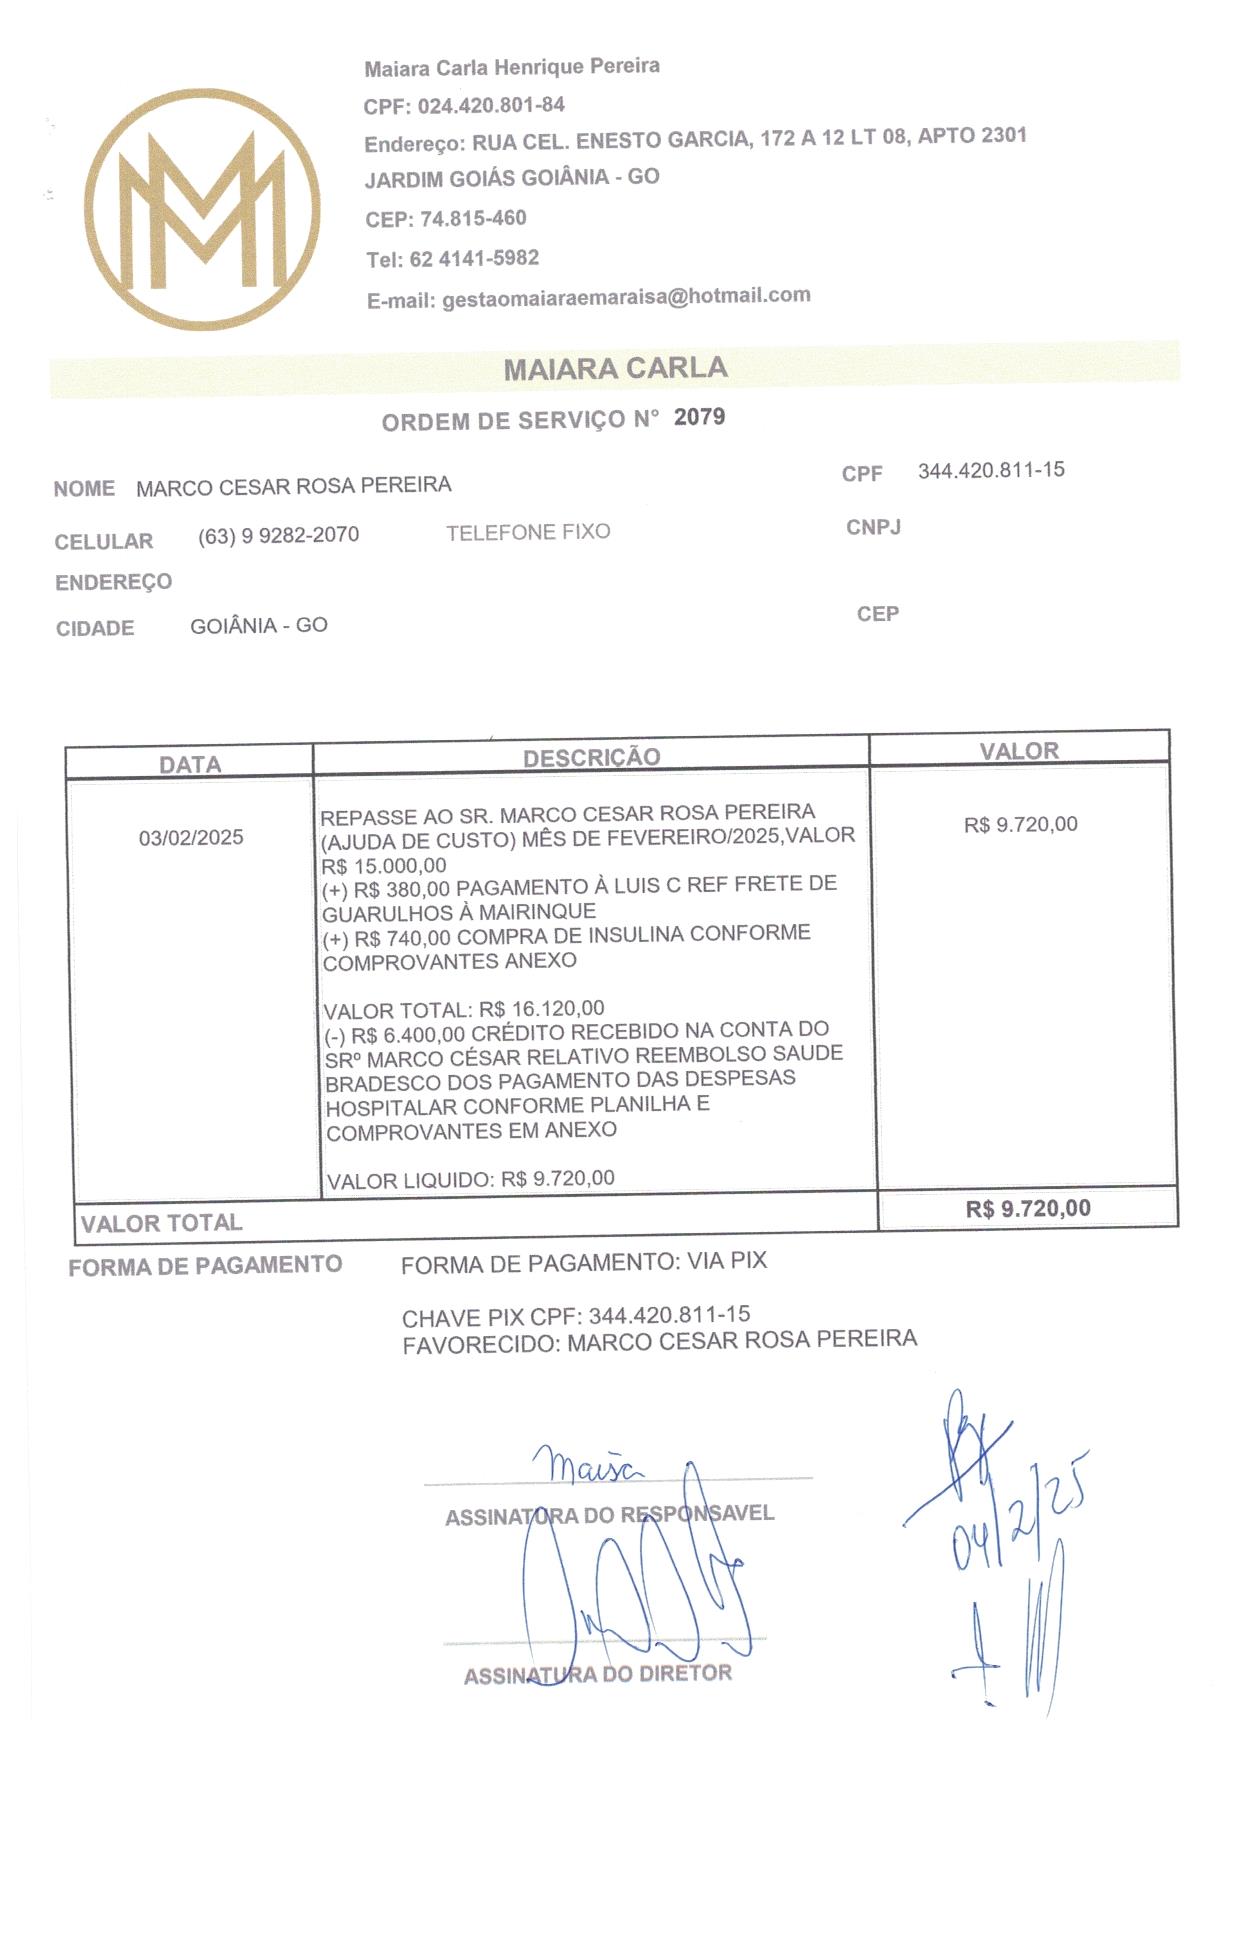 Maiara Carla Henrique Pereira
CPF: 024.420.801-84
Endereço: RUA CEL. ENESTO GARCIA, 172 A 12 LT 08, APTO 2301
JARDIM GOIÁS GOIÂNIA - GO
CEP: 74.815-460
Tel: 62 4141-5982
E-mail: gestaomaiaraemaraisa@hotmail.com
MAIARA CARLA
ORDEM DE SERVIÇO N° 2079
NOME MARCO CESAR ROSA PEREIRA CPF 344.420.811-15
CELULAR (63) 9 9282-2070 TELEFONE FIXO CNPJ
ENDEREÇO
CIDADE GOIÂNIA - GO CEP
DATA DESCRIÇÃO VALOR
03/02/2025 REPASSE AO SR. MARCO CESAR ROSA PEREIRA R$ 9.720,00
(AJUDA DE CUSTO) MÊS DE FEVEREIRO/2025,VALOR
R$ 15.000,00
(+) R$ 380,00 PAGAMENTO À LUIS C REF FRETE DE
GUARULHOS À MAIRINQUE
(+) R$ 740,00 COMPRA DE INSULINA CONFORME
COMPROVANTES ANEXO
VALOR TOTAL: R$ 16.120,00
(-) R$ 6.400,00 CRÉDITO RECEBIDO NA CONTA DO
SRº MARCO CÉSAR RELATIVO REEMBOLSO SAUDE
BRADESCO DOS PAGAMENTO DAS DESPESAS
HOSPITALAR CONFORME PLANILHA E
COMPROVANTES EM ANEXO
VALOR LIQUIDO: R$ 9.720,00
VALOR TOTAL R$ 9.720,00
FORMA DE PAGAMENTO FORMA DE PAGAMENTO: VIA PIX
CHAVE PIX CPF: 344.420.811-15
FAVORECIDO: MARCO CESAR ROSA PEREIRA
Maisa
ASSINATURA DO RESPONSAVEL
04/2/25
ASSINATURA DO DIRETOR